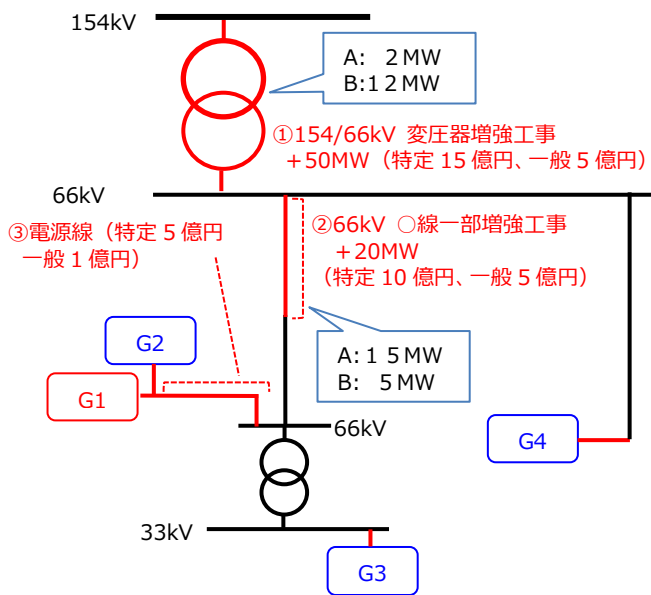 154kV
A: 2MW
B:12MW
①154/66kV 変圧器増強工事
+50MW（特定 15 億円、一般 5 億円）
66kV
③電源線（特定 5 億円
一般 1 億円）
②66kV ○線一部増強工事
+20MW
（特定 10 億円、一般 5 億円）
A:15MW
B: 5MW
G2
G1
66kV
G4
33kV
G3